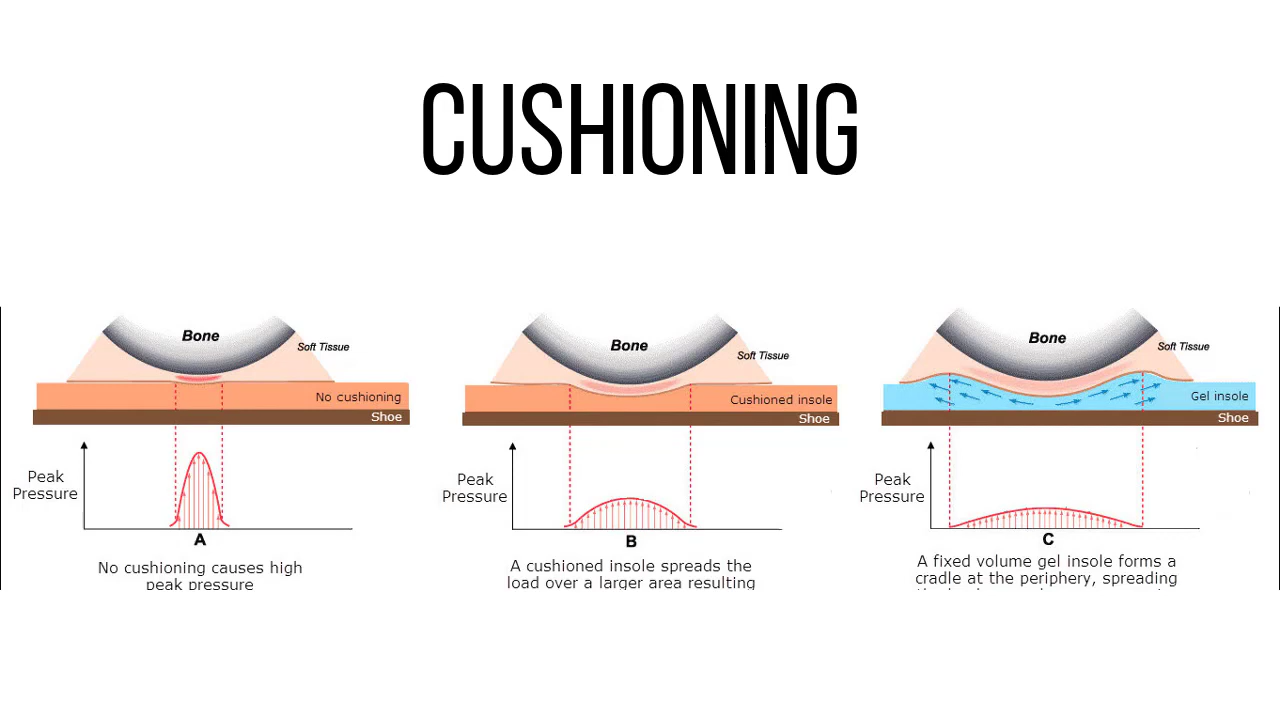 CUSHIONING
Bone
Soft Tissue
No cushioning
Shoe
Peak
Pressure
A
No cushioning causes high
peak pressure
Bone
Soft Tissue
Cushioned insole
Shoe
Peak
Pressure
B
A cushioned insole spreads the
load over a larger area resulting
Bone
Soft Tissue
Gel insole
Shoe
Peak
Pressure
C
A fixed volume gel insole forms a
cradle at the periphery, spreading